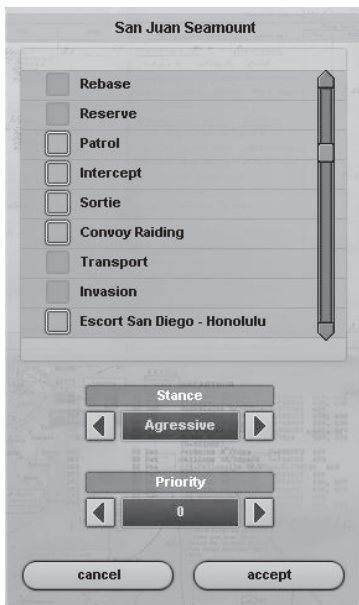 San Juan Seamount
Rebase
Reserve
Patrol
Intercept
Sortie
Convoy Raiding
Transport
Invasion
Escort San Diego - Honolulu
Stance
Agressive
Priority
0
cancel accept